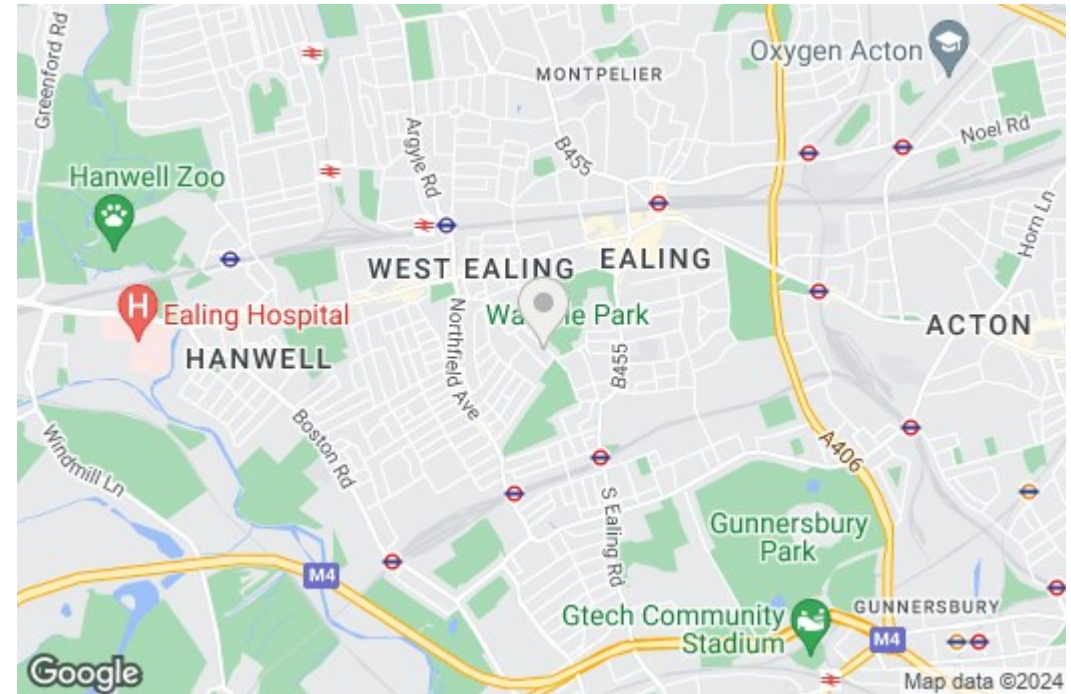 Greenford Rd
Oxygen Acton
MONTPELIER
Argyle Rd
B455
Noel Rd
Hanwell Zoo
Horn Ln
WEST EALING
EALING
Ealing Hospital
Park
ACTON
HANWELL
Northfield Ave
B455
Boston Rd
Windmill Ln
A406
S Ealing Rd
Gunnersbury
Park
M4
Gtech Community
Stadium
GUNNERSBURY
M4
Google
Map data ©2024